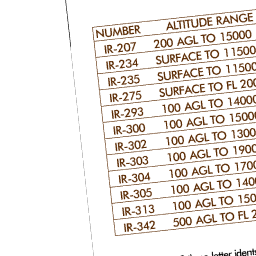 NUMBER ALTITUDE RANGE
IR-207 200 AGL TO 15000
IR-234 SURFACE TO 11500
IR-235 SURFACE TO 11500
IR-275 SURFACE TO FL 200
IR-293 100 AGL TO 14000
IR-300 100 AGL TO 15000
IR-302 100 AGL TO 1300
IR-303 100 AGL TO 1900
IR-304 100 AGL TO 1700
IR-305 100 AGL TO 1400
IR-313 100 AGL TO 150
IR-342 500 AGL TO FL 2
letter